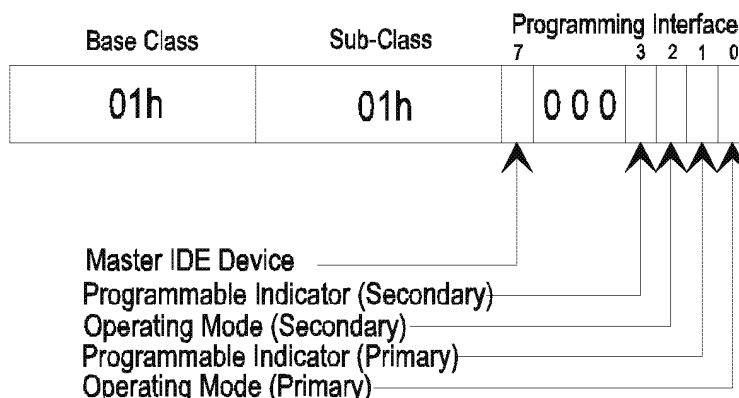 Base Class Sub-Class Programming Interface
7 3 2 1 0
01h 01h 0 0 0
Master IDE Device
Programmable Indicator (Secondary)
Operating Mode (Secondary)
Programmable Indicator (Primary)
Operating Mode (Primary)